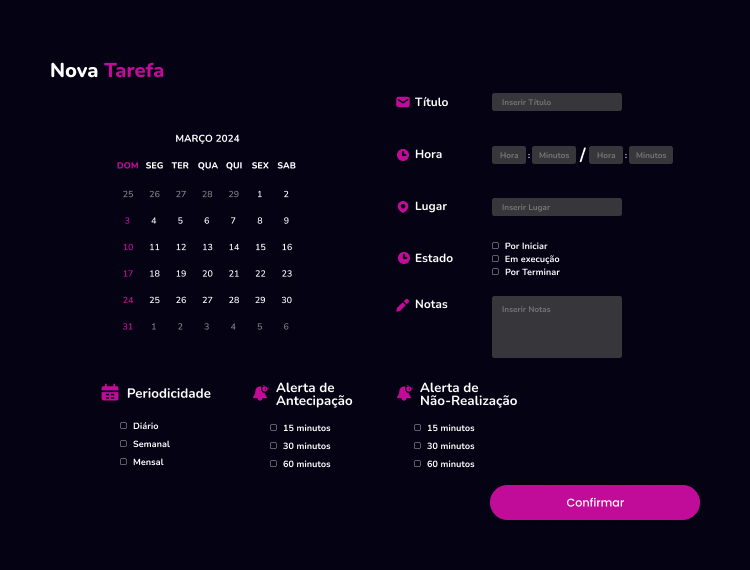 Nova Tarefa
MARÇO 2024
DOM SEG TER QUA QUI SEX SAB
25 26 27 28 29 1 2
3 4 5 6 7 8 9
10 11 12 13 14 15 16
17 18 19 20 21 22 23
24 25 26 27 28 29 30
31 1 2 3 4 5 6
Título
Inserir Título
Hora
Hora : Minutos / Hora : Minutos
Lugar
Inserir Lugar
Estado
Por Iniciar
Em execução
Por Terminar
Notas
Inserir Notas
Periodicidade
Diário
Semanal
Mensal
Alerta de
Antecipação
15 minutos
30 minutos
60 minutos
Alerta de
Não-Realização
15 minutos
30 minutos
60 minutos
Confirmar